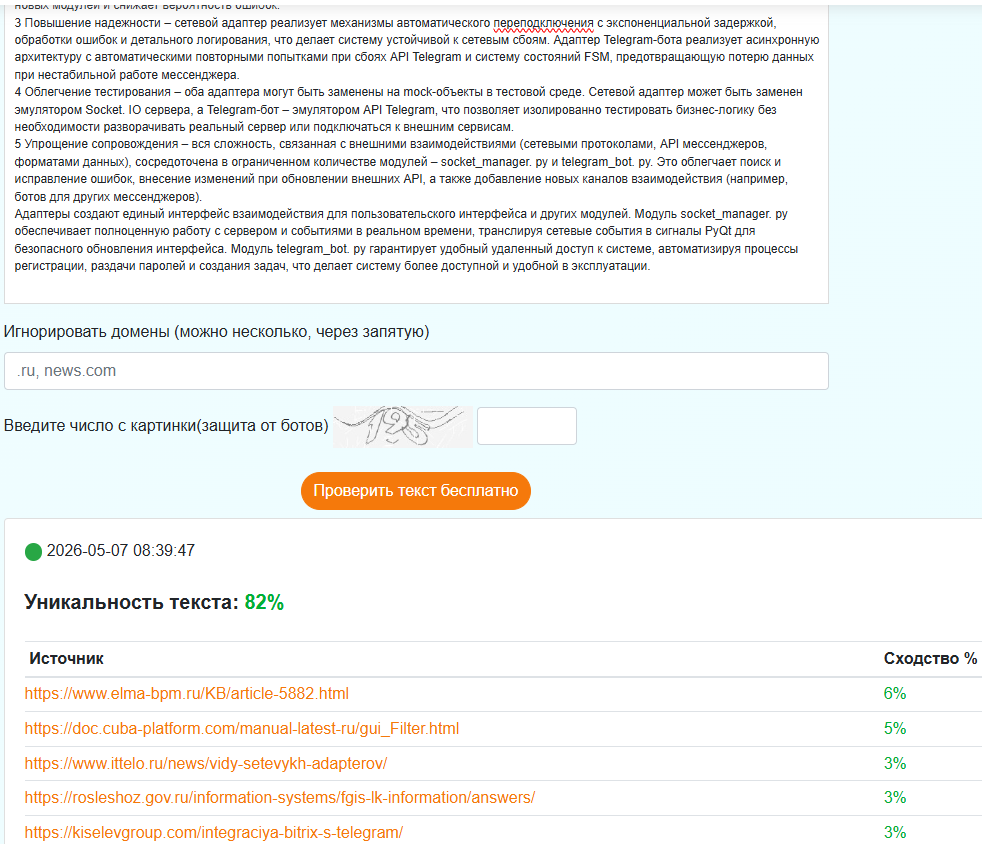 новых модулей и снижает вероятность ошибок.
3 Повышение надежности – сетевой адаптер реализует механизмы автоматического переподключения с экспоненциальной задержкой,
обработки ошибок и детального логирования, что делает систему устойчивой к сетевым сбоям. Адаптер Telegram-бота реализует асинхронную
архитектуру с автоматическими повторными попытками при сбоях API Telegram и систему состояний FSM, предотвращающую потерю данных
при нестабильной работе мессенджера.
4 Облегчение тестирования – оба адаптера могут быть заменены на mock-объекты в тестовой среде. Сетевой адаптер может быть заменен
эмулятором Socket. IO сервера, а Telegram-бот – эмулятором API Telegram, что позволяет изолированно тестировать бизнес-логику без
необходимости разворачивать реальный сервер или подключаться к внешним сервисам.
5 Упрощение сопровождения – вся сложность, связанная с внешними взаимодействиями (сетевыми протоколами, API мессенджеров,
форматами данных), сосредоточена в ограниченном количестве модулей – socket_manager. py и telegram_bot. py. Это облегчает поиск и
исправление ошибок, внесение изменений при обновлении внешних API, а также добавление новых каналов взаимодействия (например,
ботов для других мессенджеров).
Адаптеры создают единый интерфейс взаимодействия для пользовательского интерфейса и других модулей. Модуль socket_manager. py
обеспечивает полноценную работу с сервером и событиями в реальном времени, транслируя сетевые события в сигналы PyQt для
безопасного обновления интерфейса. Модуль telegram_bot. py гарантирует удобный удаленный доступ к системе, автоматизируя процессы
регистрации, раздачи паролей и создания задач, что делает систему более доступной и удобной в эксплуатации.
Игнорировать домены (можно несколько, через запятую)
.ru, news.com
Введите число с картинки(защита от ботов)
Проверить текст бесплатно
2026-05-07 08:39:47
Уникальность текста: 82%
Источник Сходство %
https://www.elma-bpm.ru/KB/article-5882.html 6%
https://doc.cuba-platform.com/manual-latest-ru/gui_Filter.html 5%
https://www.ittelo.ru/news/vidy-setevykh-adapterov/ 3%
https://rosleshoz.gov.ru/information-systems/fgis-lk-information/answers/ 3%
https://kiselevgroup.com/integraciya-bitrix-s-telegram/ 3%